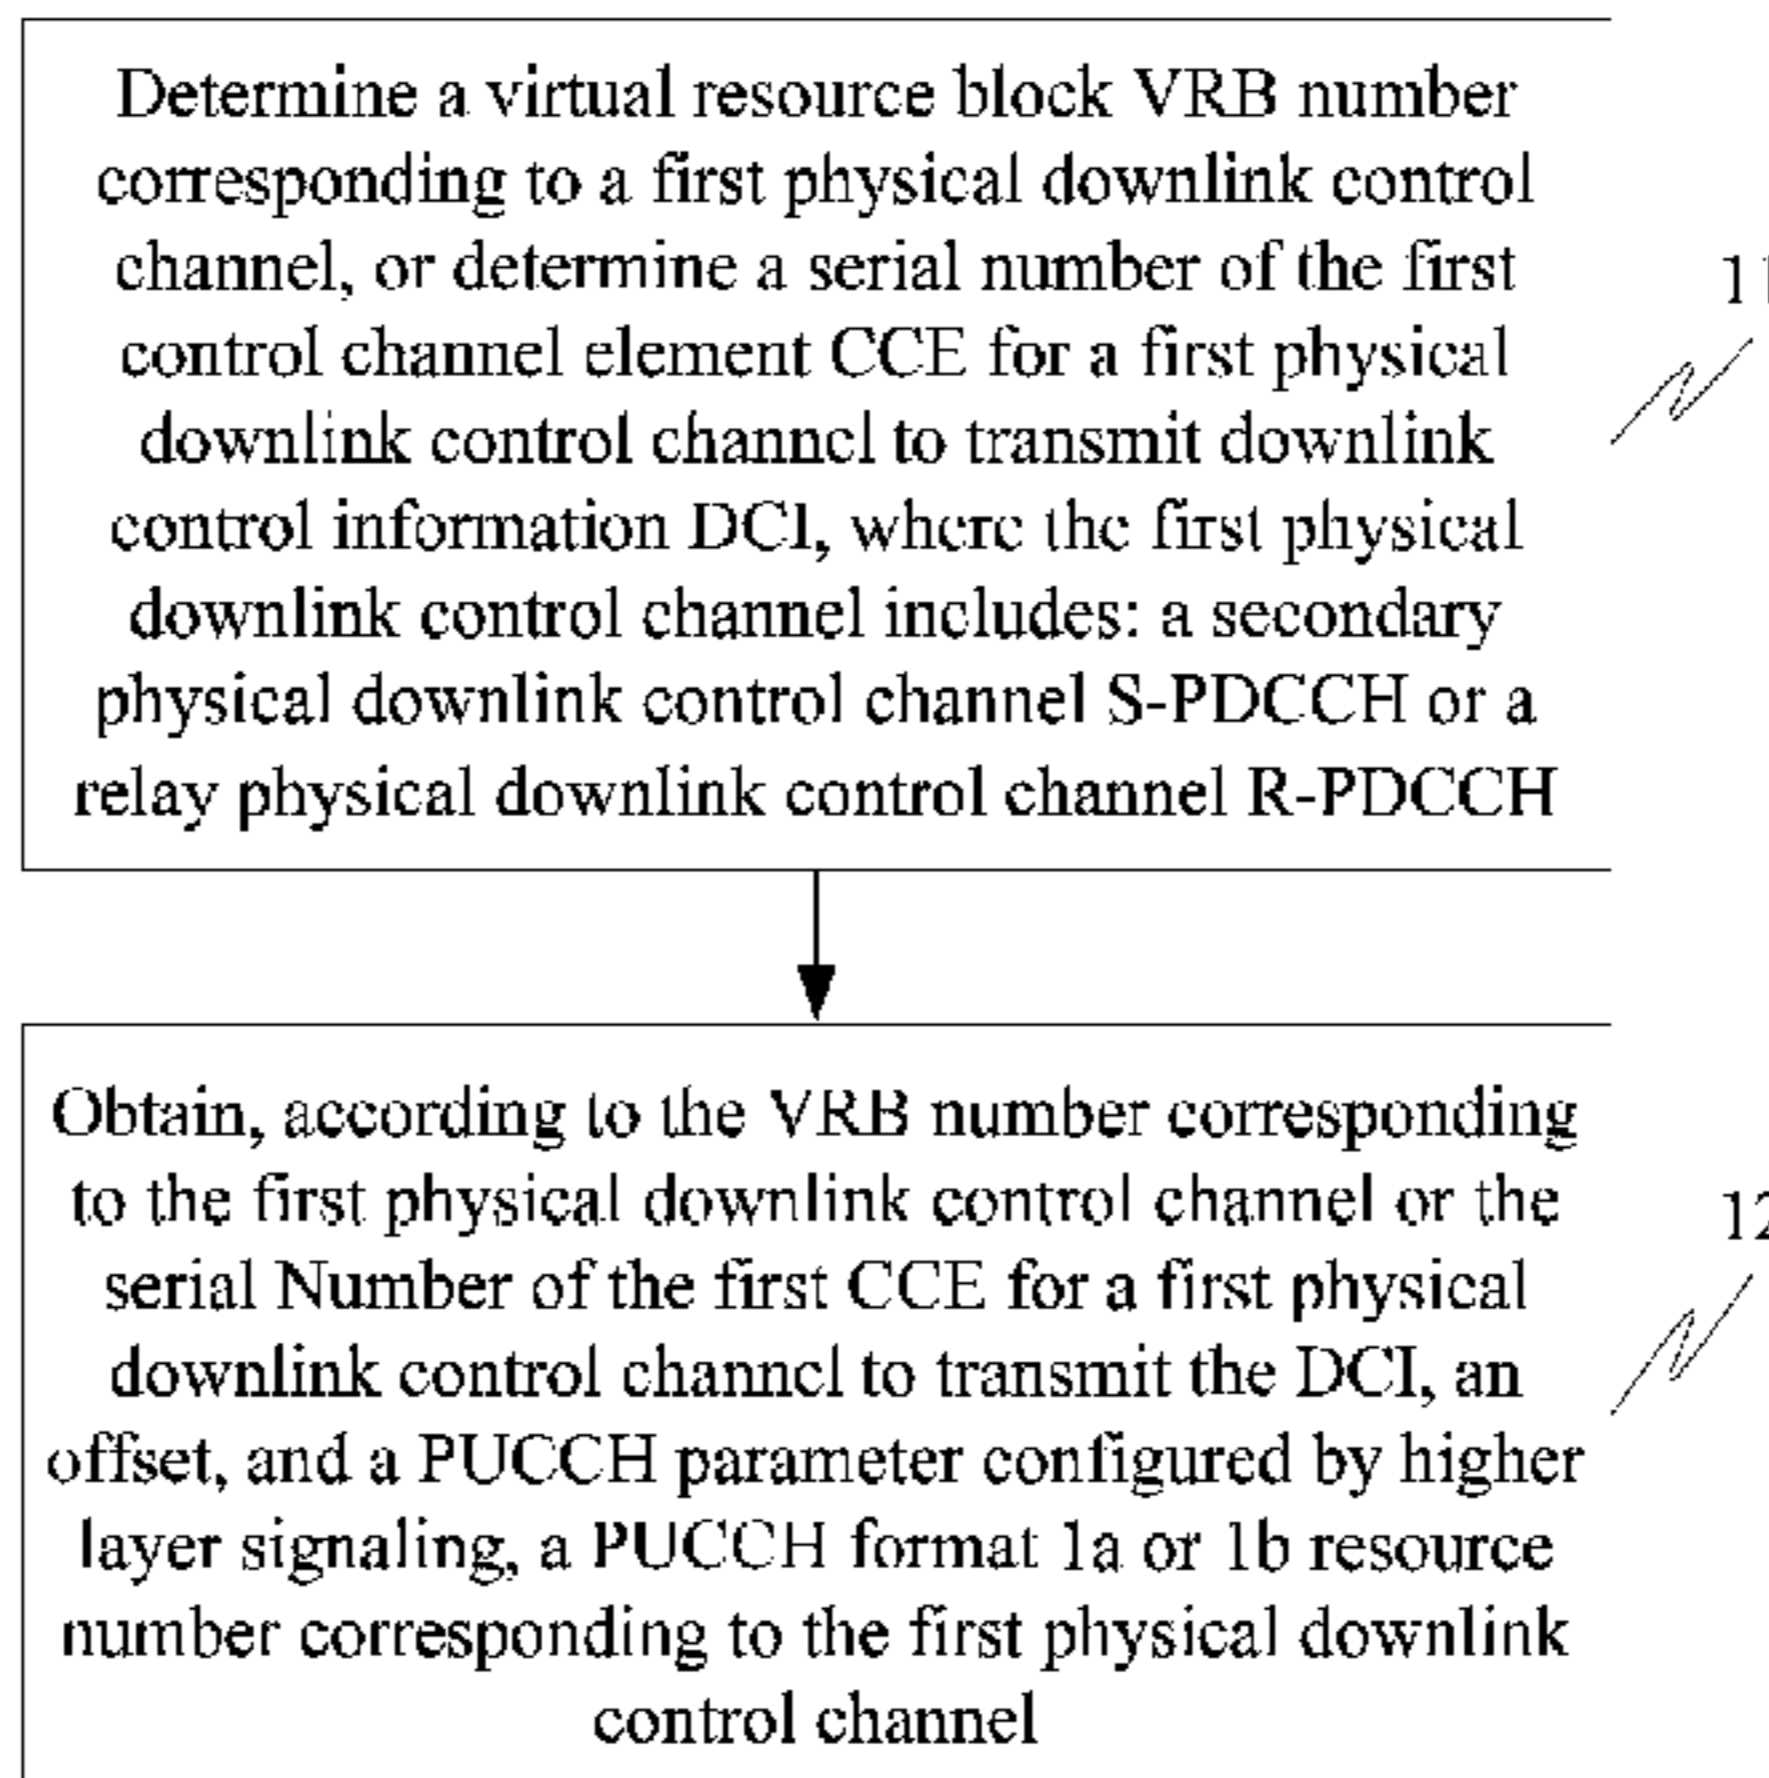 Determine a virtual resource block VRB number
corresponding to a first physical downlink control
channel, or determine a serial number of the first
control channel element CCE for a first physical
downlink control channel to transmit downlink
control information DCI, where the first physical
downlink control channel includes: a secondary
physical downlink control channel S-PDCCH or a
relay physical downlink control channel R-PDCCH
11
Obtain, according to the VRB number corresponding
to the first physical downlink control channel or the
serial Number of the first CCE for a first physical
downlink control channel to transmit the DCI, an
offset, and a PUCCH parameter configured by higher
layer signaling, a PUCCH format 1a or 1b resource
number corresponding to the first physical downlink
control channel
12